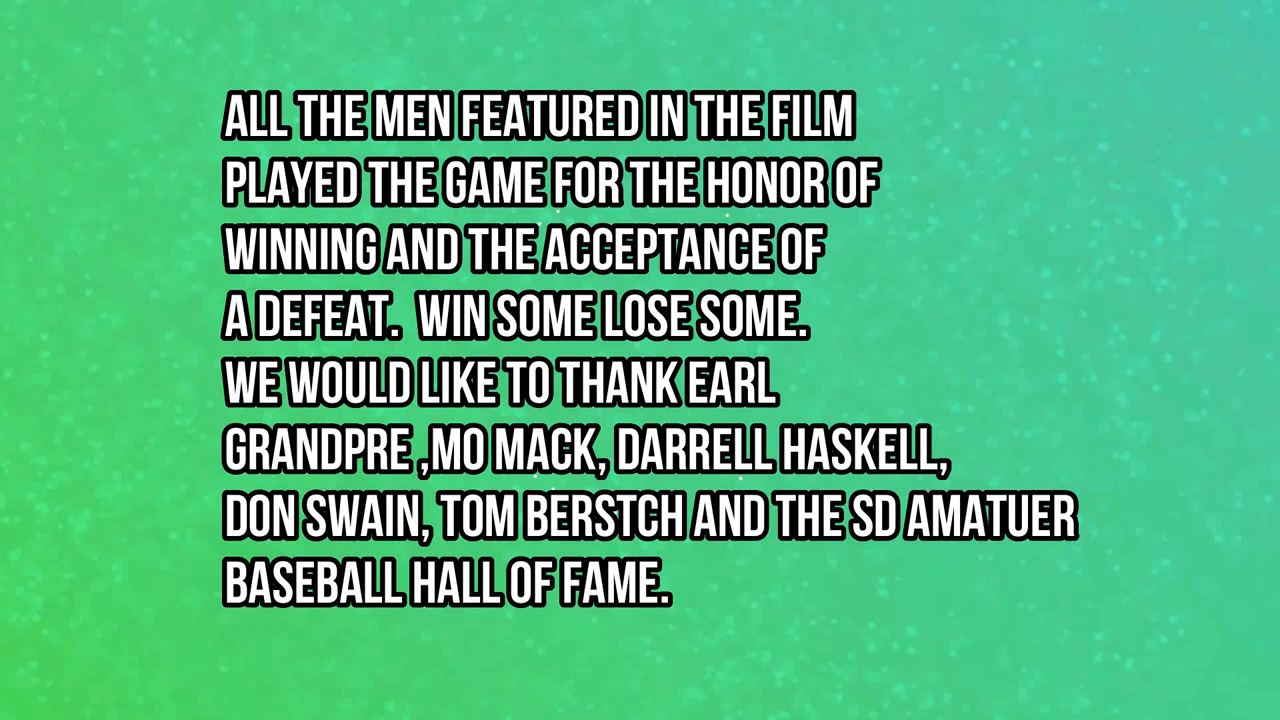 ALL THE MEN FEATURED IN THE FILM
PLAYED THE GAME FOR THE HONOR OF
WINNING AND THE ACCEPTANCE OF
A DEFEAT.  WIN SOME LOSE SOME.
WE WOULD LIKE TO THANK EARL
GRANDPRE ,MO MACK, DARRELL HASKELL,
DON SWAIN, TOM BERSTCH AND THE SD AMATUER
BASEBALL HALL OF FAME.